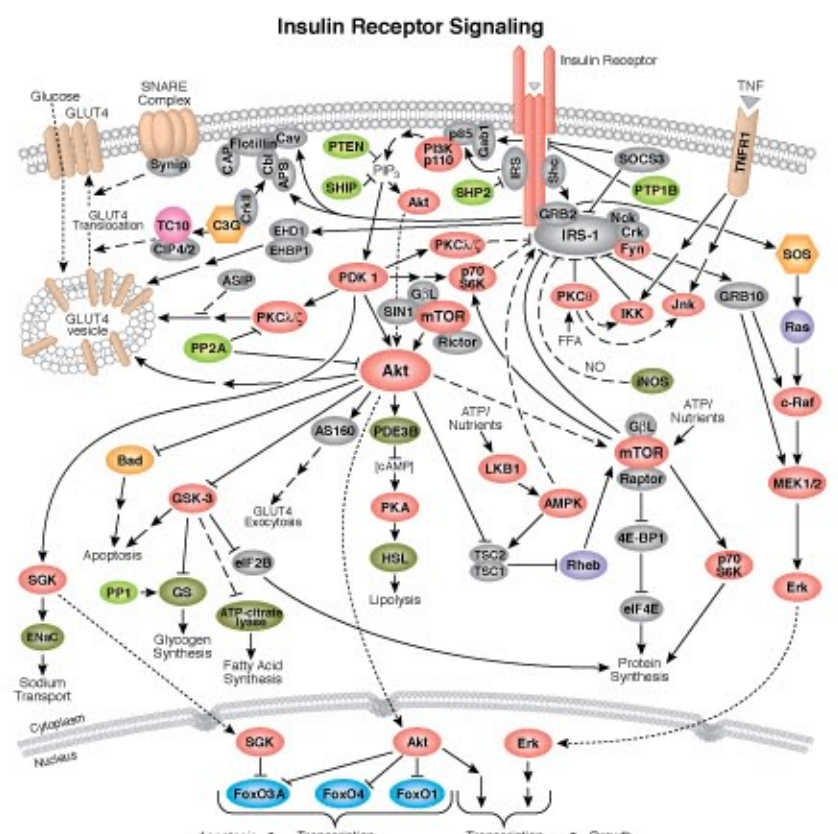 Insulin Receptor Signaling
Insulin Receptor
Glucose
GLUT4
SNARE
Complex
TNF
TNFR1
Synip
CAP
Flotillin
Cav
Cbl
APS
CrkII
PTEN
SHIP
PIP3
Akt
p85
PI3K
p110
Gab1
SHP2
IRS
Shc
SOCS3
PTP1B
GLUT4
Translocation
TC10
CIP4/2
C3G
EHD1
EHBP1
GRB2
IRS-1
Nok
Crk
Fyn
SOS
PKCλ/ζ
PDK 1
p70
S6K
ASIP
GLUT4
vesicle
PKCλ/ζ
PP2A
SIN1
GβL
mTOR
Rictor
PKCθ
FFA
IKK
Jnk
GRB10
Ras
NO
iNOS
Akt
c-Raf
Bad
AS160
PDE3B
[cAMP]
ATP/
Nutrients
LKB1
AMPK
GβL
mTOR
Raptor
ATP/
Nutrients
MEK1/2
GSK-3
GLUT4
Exocytosis
PKA
HSL
Lipolysis
Apoptosis
eIF2B
TSC2
TSC1
Rheb
4E-BP1
p70
S6K
SGK
PP1
GS
ATP-citrate
lyase
eIF4E
Erk
ENaC
Glycogen
Synthesis
Fatty Acid
Synthesis
Protein
Synthesis
Sodium
Transport
Cytoplasm
Nucleus
SGK
Akt
Erk
FoxO3A
FoxO4
FoxO1